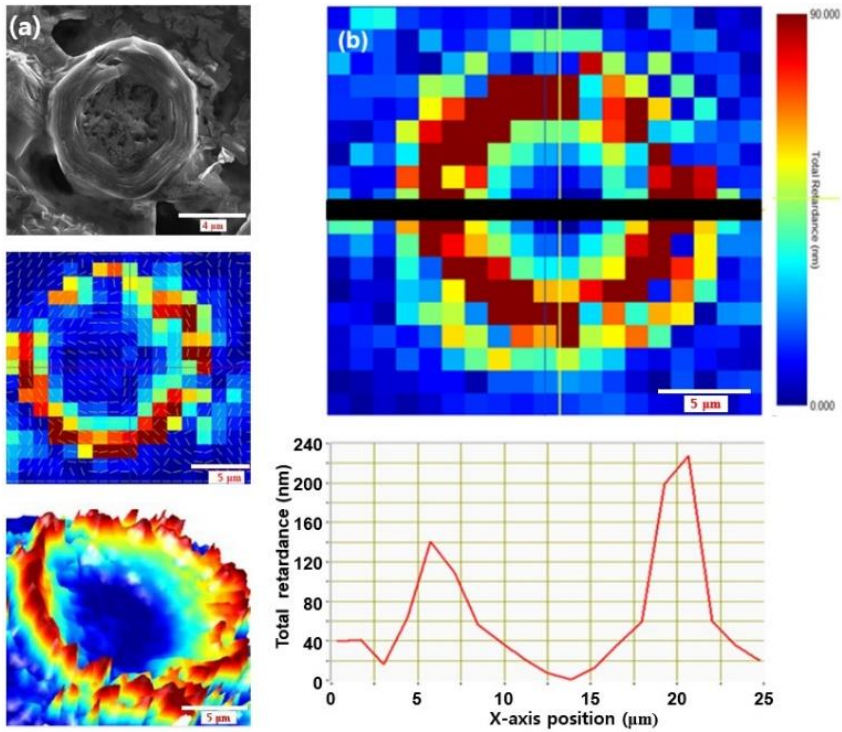 (a)
4 μm
5 μm
5 μm
(b)
90.000
Total Retardance (nm)
0.000
5 μm
Total retardance (nm)
240
200
160
120
80
40
0
0
5
10
15
20
25
X-axis position (μm)